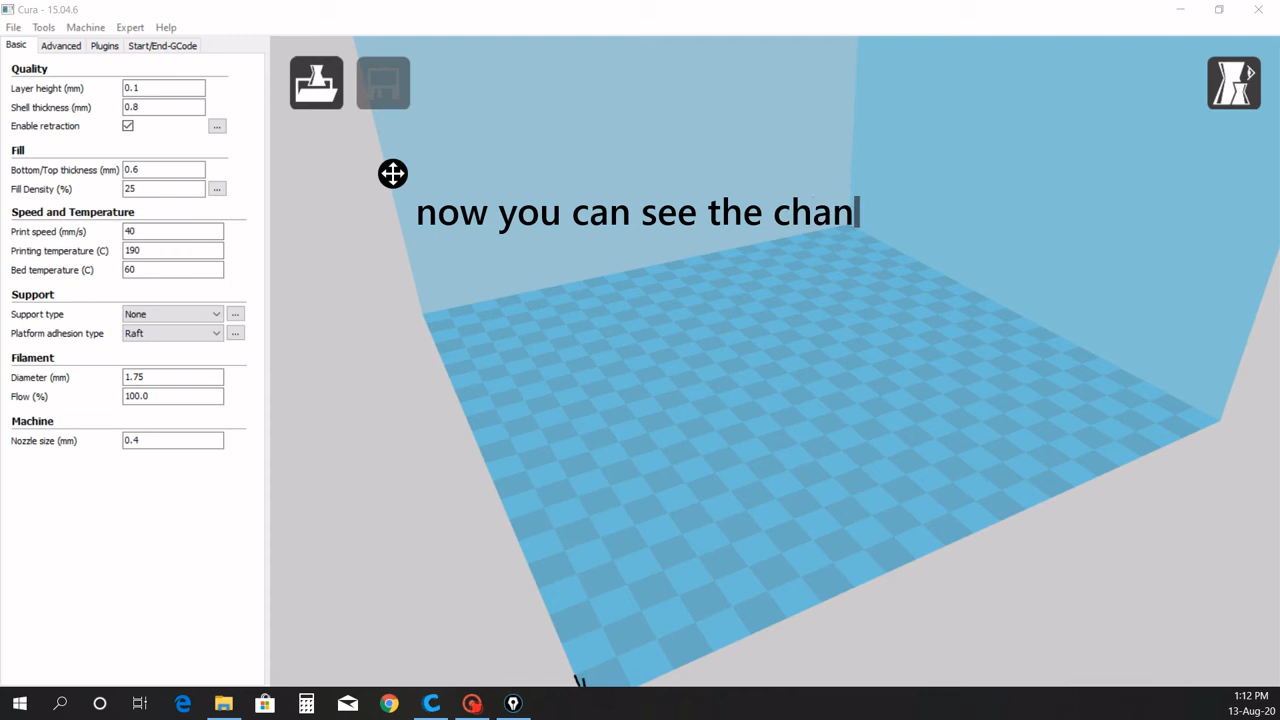 Cura - 15.04.6
File Tools Machine Expert Help
Basic Advanced Plugins Start/End-GCode
Quality
Layer height (mm) 0.1
Shell thickness (mm) 0.8
Enable retraction ...
Fill
Bottom/Top thickness (mm) 0.6
Fill Density (%) 25 ...
Speed and Temperature
Print speed (mm/s) 40
Printing temperature (C) 190
Bed temperature (C) 60
Support
Support type None ...
Platform adhesion type Raft ...
Filament
Diameter (mm) 1.75
Flow (%) 100.0
Machine
Nozzle size (mm) 0.4
now you can see the chan
1:12 PM
13-Aug-20